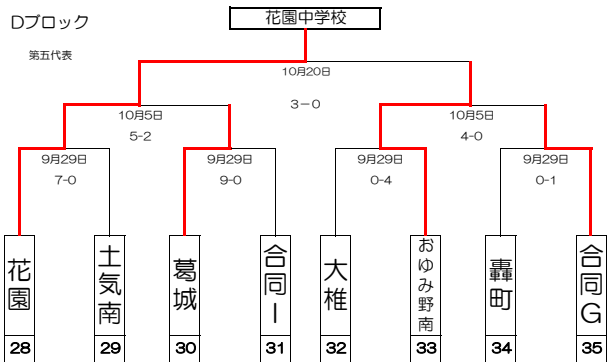 花園中学校
Dブロック
第五代表
10月20日
3－0
10月5日
10月5日
5-2
4-0
9月29日
9月29日
9月29日
9月29日
7-0
9-0
0-4
0-1
花園
土気南
葛城
合同I
大椎
おゆみ野南
轟町
合同G
28
29
30
31
32
33
34
35